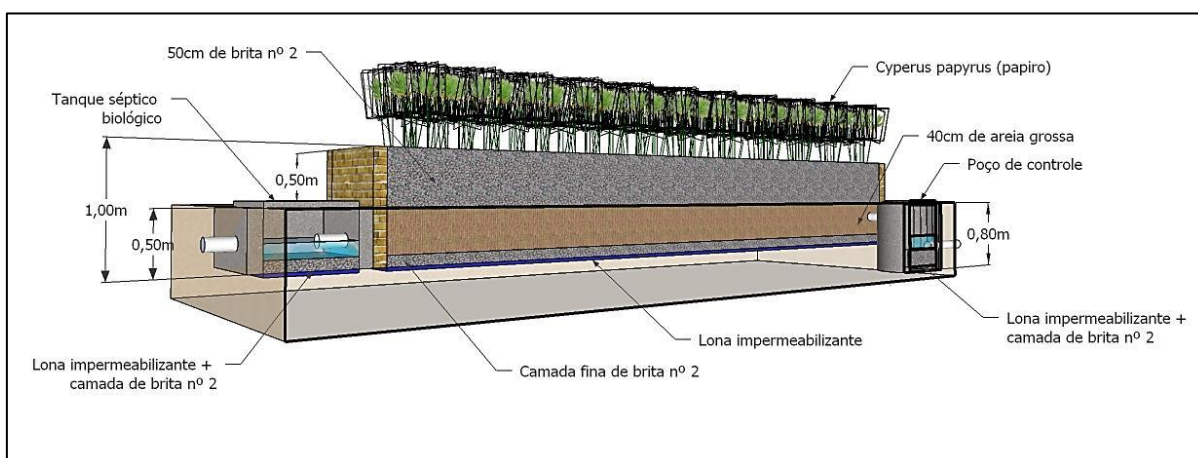 50cm de brita nº 2
Cyperus papyrus (papiro)
Tanque séptico
biológico
40cm de areia grossa
Poço de controle
0,50m
1,00m
0,50m
0,80m
Lona impermeabilizante +
camada de brita nº 2
Camada fina de brita nº 2
Lona impermeabilizante
Lona impermeabilizante +
camada de brita nº 2